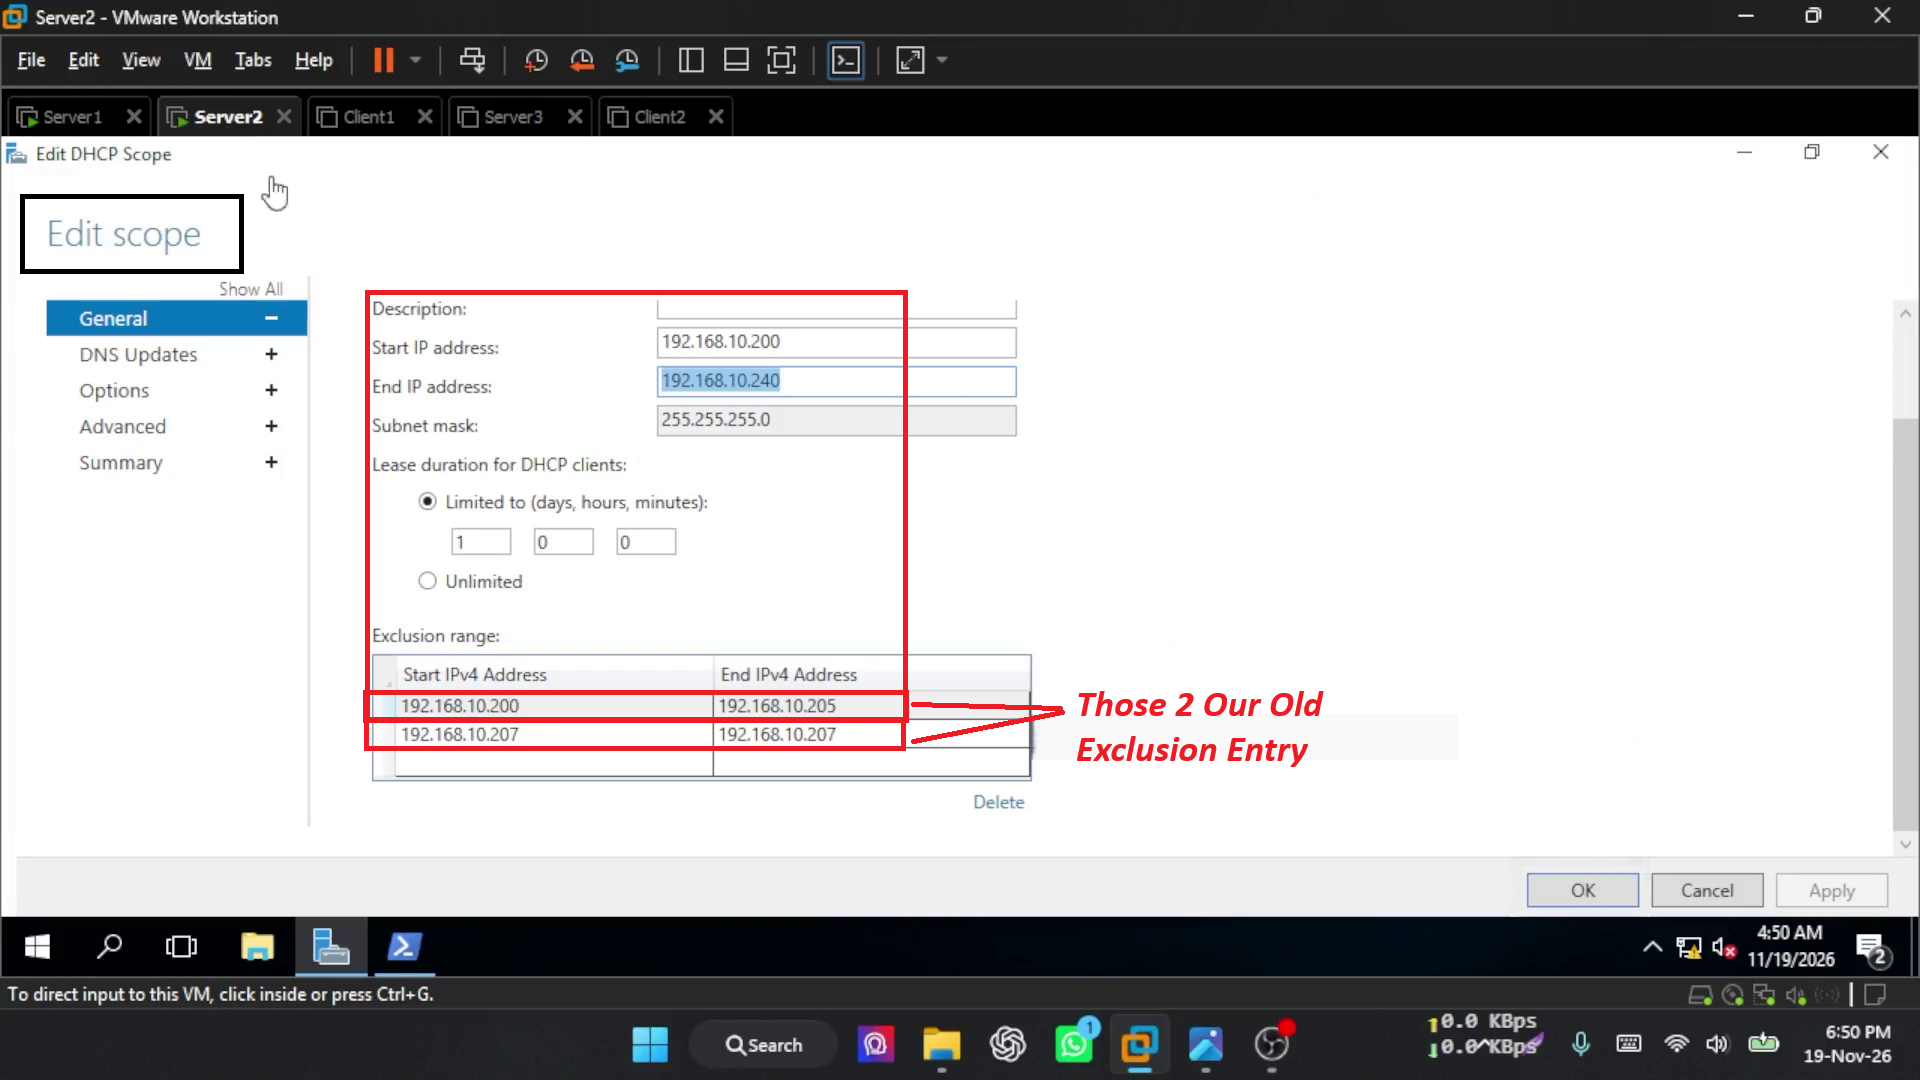 Server2 - VMware Workstation
File Edit View VM Tabs Help
Server1 Server2 Client1 Server3 Client2
Edit DHCP Scope
Edit scope
Show All
General
DNS Updates
Options
Advanced
Summary
Description:
Start IP address: 192.168.10.200
End IP address: 192.168.10.240
Subnet mask: 255.255.255.0
Lease duration for DHCP clients:
Limited to (days, hours, minutes):
1 0 0
Unlimited
Exclusion range:
Start IPv4 Address End IPv4 Address
192.168.10.200 192.168.10.205
192.168.10.207 192.168.10.207
Those 2 Our Old
Exclusion Entry
Delete
OK Cancel Apply
4:50 AM
11/19/2026
2
To direct input to this VM, click inside or press Ctrl+G.
Search
1
0.0 KBps
0.0 KBps
6:50 PM
19-Nov-26